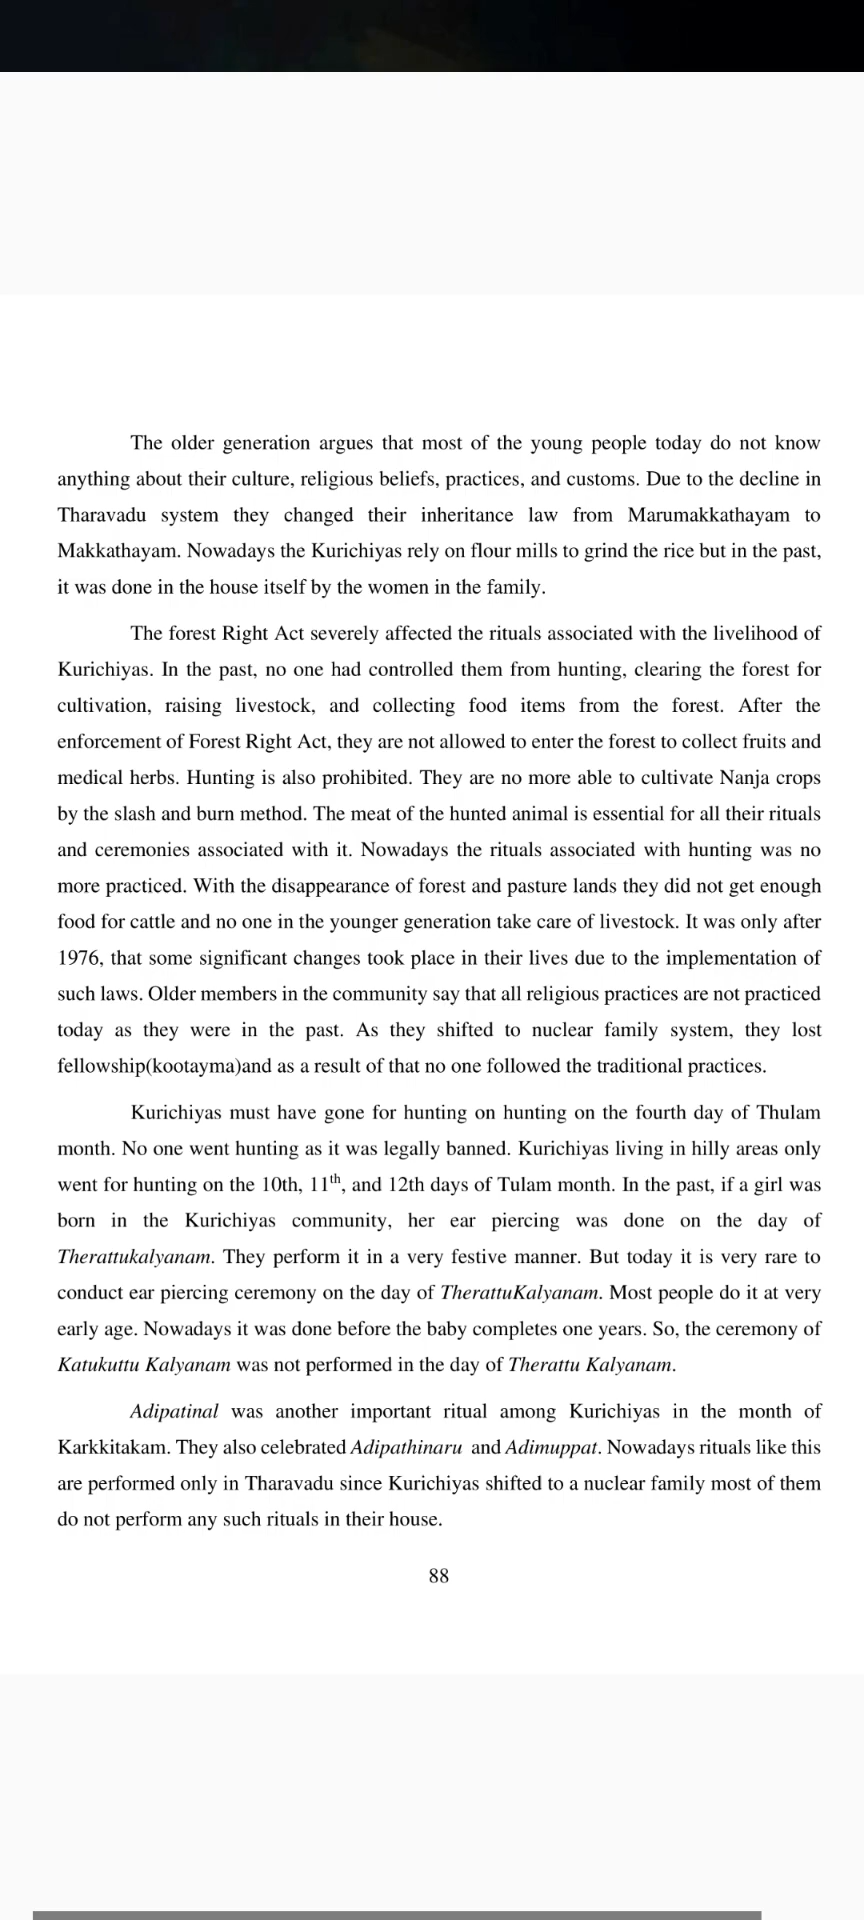 The older generation argues that most of the young people today do not know
anything about their culture, religious beliefs, practices, and customs. Due to the decline in
Tharavadu system they changed their inheritance law from Marumakkathayam to
Makkathayam. Nowadays the Kurichiyas rely on flour mills to grind the rice but in the past,
it was done in the house itself by the women in the family.
The forest Right Act severely affected the rituals associated with the livelihood of
Kurichiyas. In the past, no one had controlled them from hunting, clearing the forest for
cultivation, raising livestock, and collecting food items from the forest. After the
enforcement of Forest Right Act, they are not allowed to enter the forest to collect fruits and
medical herbs. Hunting is also prohibited. They are no more able to cultivate Nanja crops
by the slash and burn method. The meat of the hunted animal is essential for all their rituals
and ceremonies associated with it. Nowadays the rituals associated with hunting was no
more practiced. With the disappearance of forest and pasture lands they did not get enough
food for cattle and no one in the younger generation take care of livestock. It was only after
1976, that some significant changes took place in their lives due to the implementation of
such laws. Older members in the community say that all religious practices are not practiced
today as they were in the past. As they shifted to nuclear family system, they lost
fellowship(kootayma)and as a result of that no one followed the traditional practices.
Kurichiyas must have gone for hunting on hunting on the fourth day of Thulam
month. No one went hunting as it was legally banned. Kurichiyas living in hilly areas only
went for hunting on the 10th, 11th, and 12th days of Tulam month. In the past, if a girl was
born in the Kurichiyas community, her ear piercing was done on the day of
Therattukalyanam. They perform it in a very festive manner. But today it is very rare to
conduct ear piercing ceremony on the day of TherattuKalyanam. Most people do it at very
early age. Nowadays it was done before the baby completes one years. So, the ceremony of
Katukuttu Kalyanam was not performed in the day of Therattu Kalyanam.
Adipatinal was another important ritual among Kurichiyas in the month of
Karkkitakam. They also celebrated Adipathinaru and Adimuppat. Nowadays rituals like this
are performed only in Tharavadu since Kurichiyas shifted to a nuclear family most of them
do not perform any such rituals in their house.
88